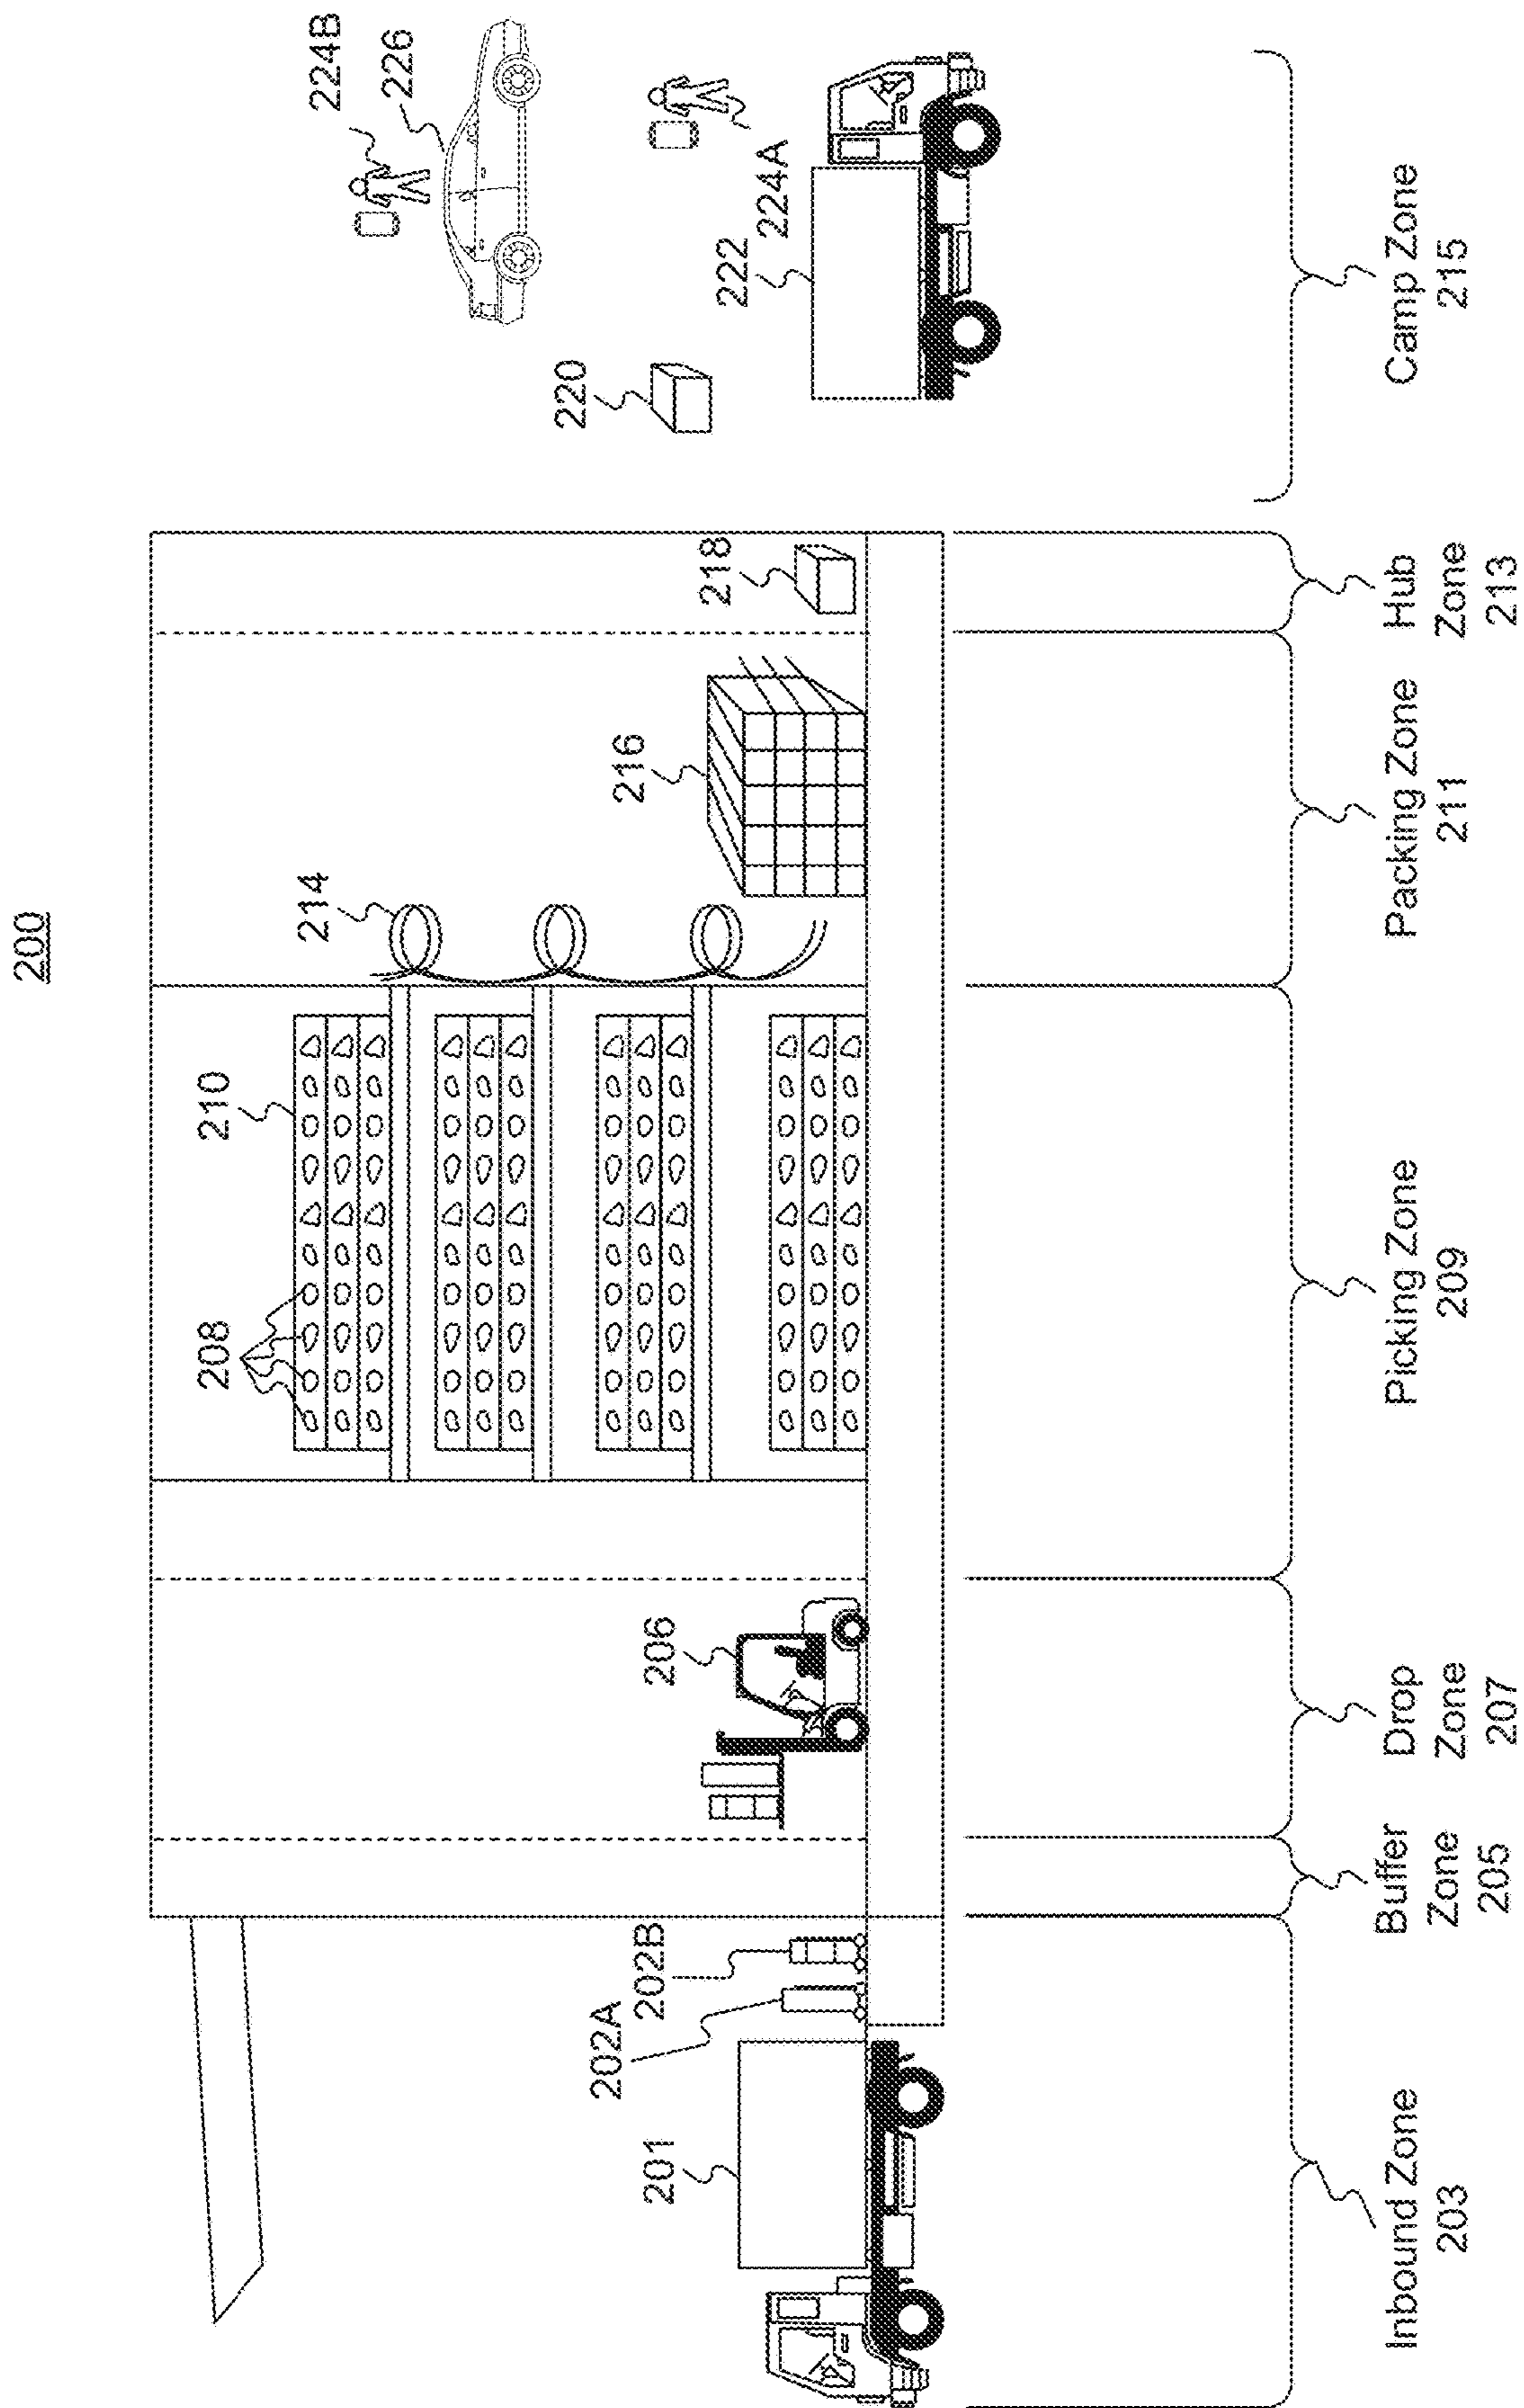 200
201
202A
202B
206
208
210
214
216
218
220
222
224A
224B
226
Inbound Zone
203
Buffer
Zone
205
Drop
Zone
207
Picking Zone
209
Packing Zone
211
Hub
Zone
213
Camp Zone
215